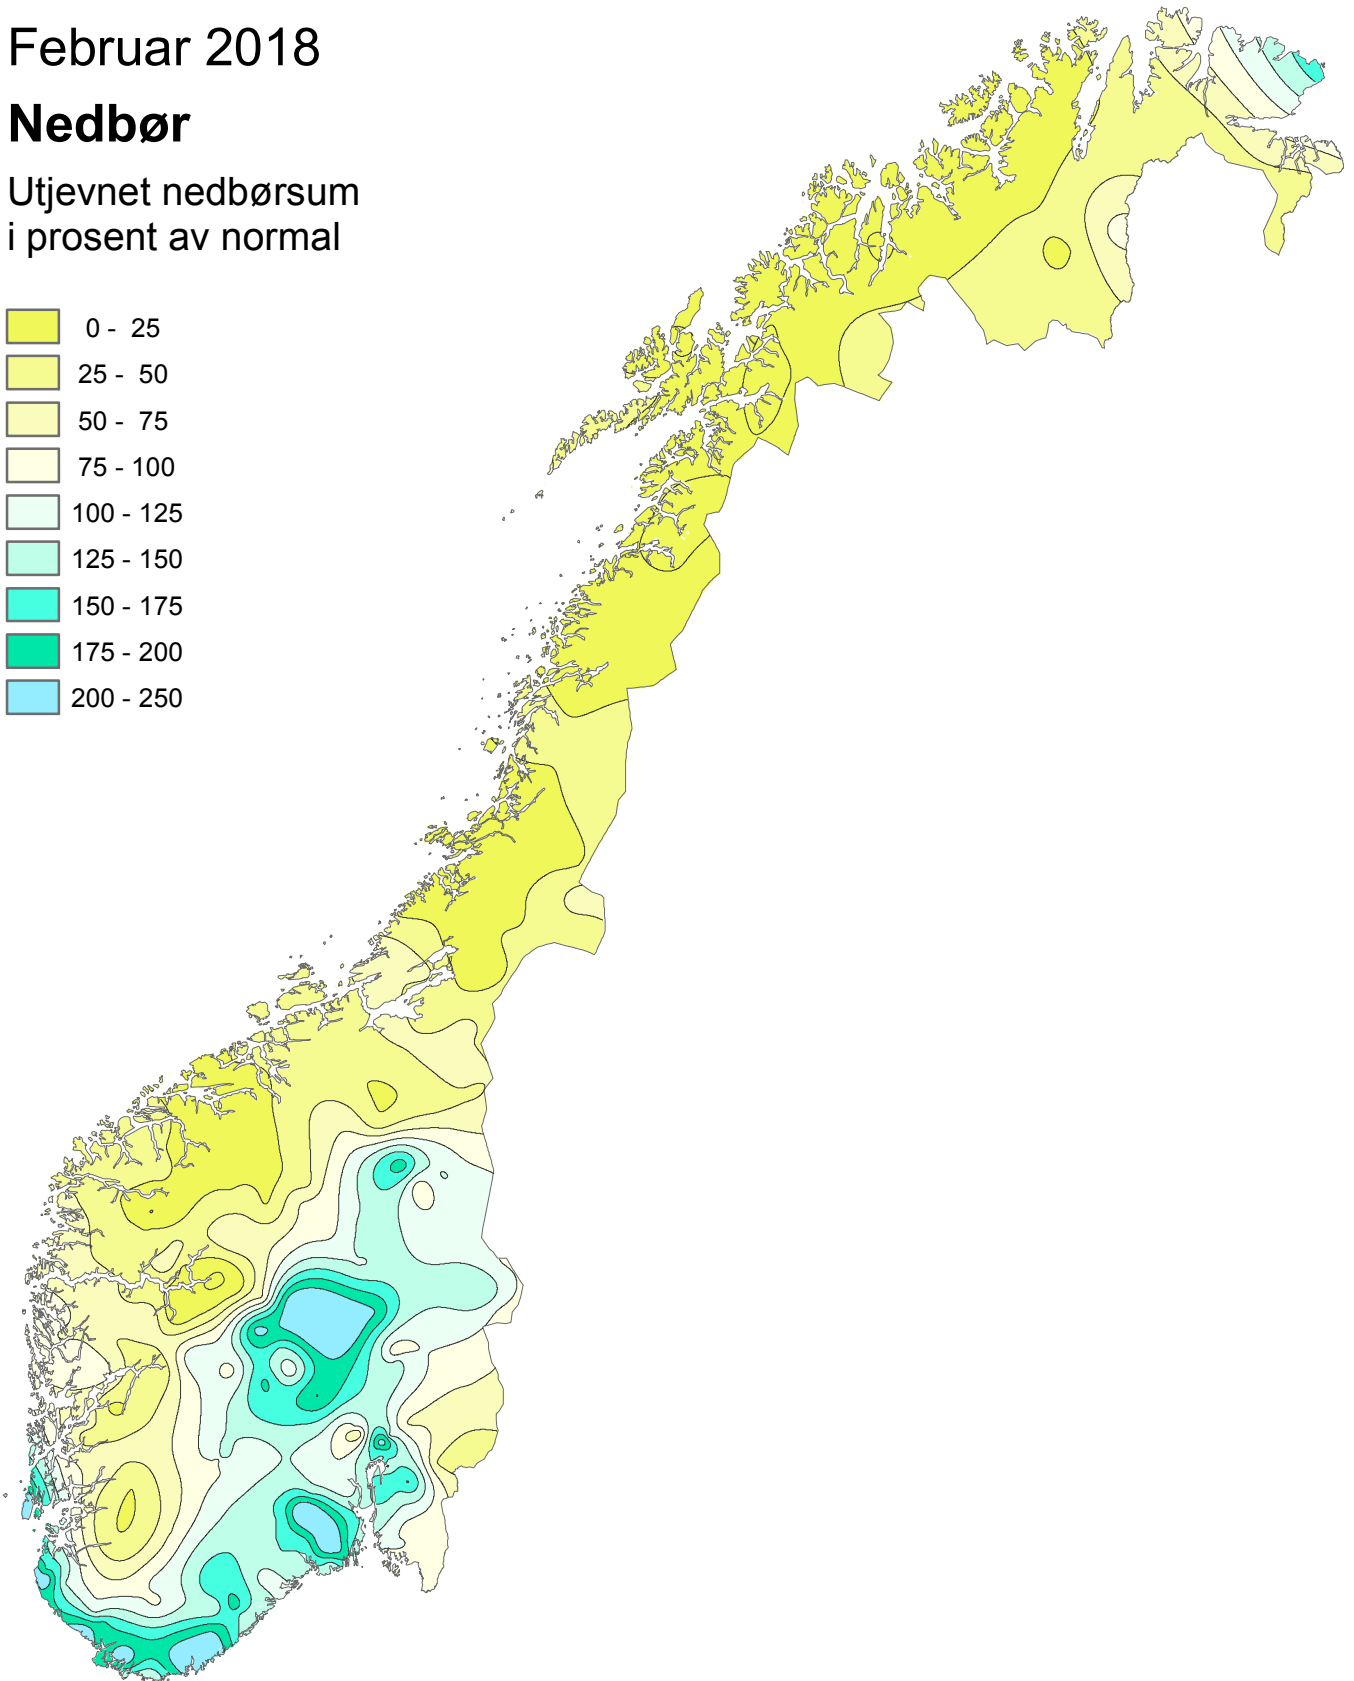 Februar 2018
Nedbør
Utjevnet nedbørsum
i prosent av normal
0 - 25
25 - 50
50 - 75
75 - 100
100 - 125
125 - 150
150 - 175
175 - 200
200 - 250